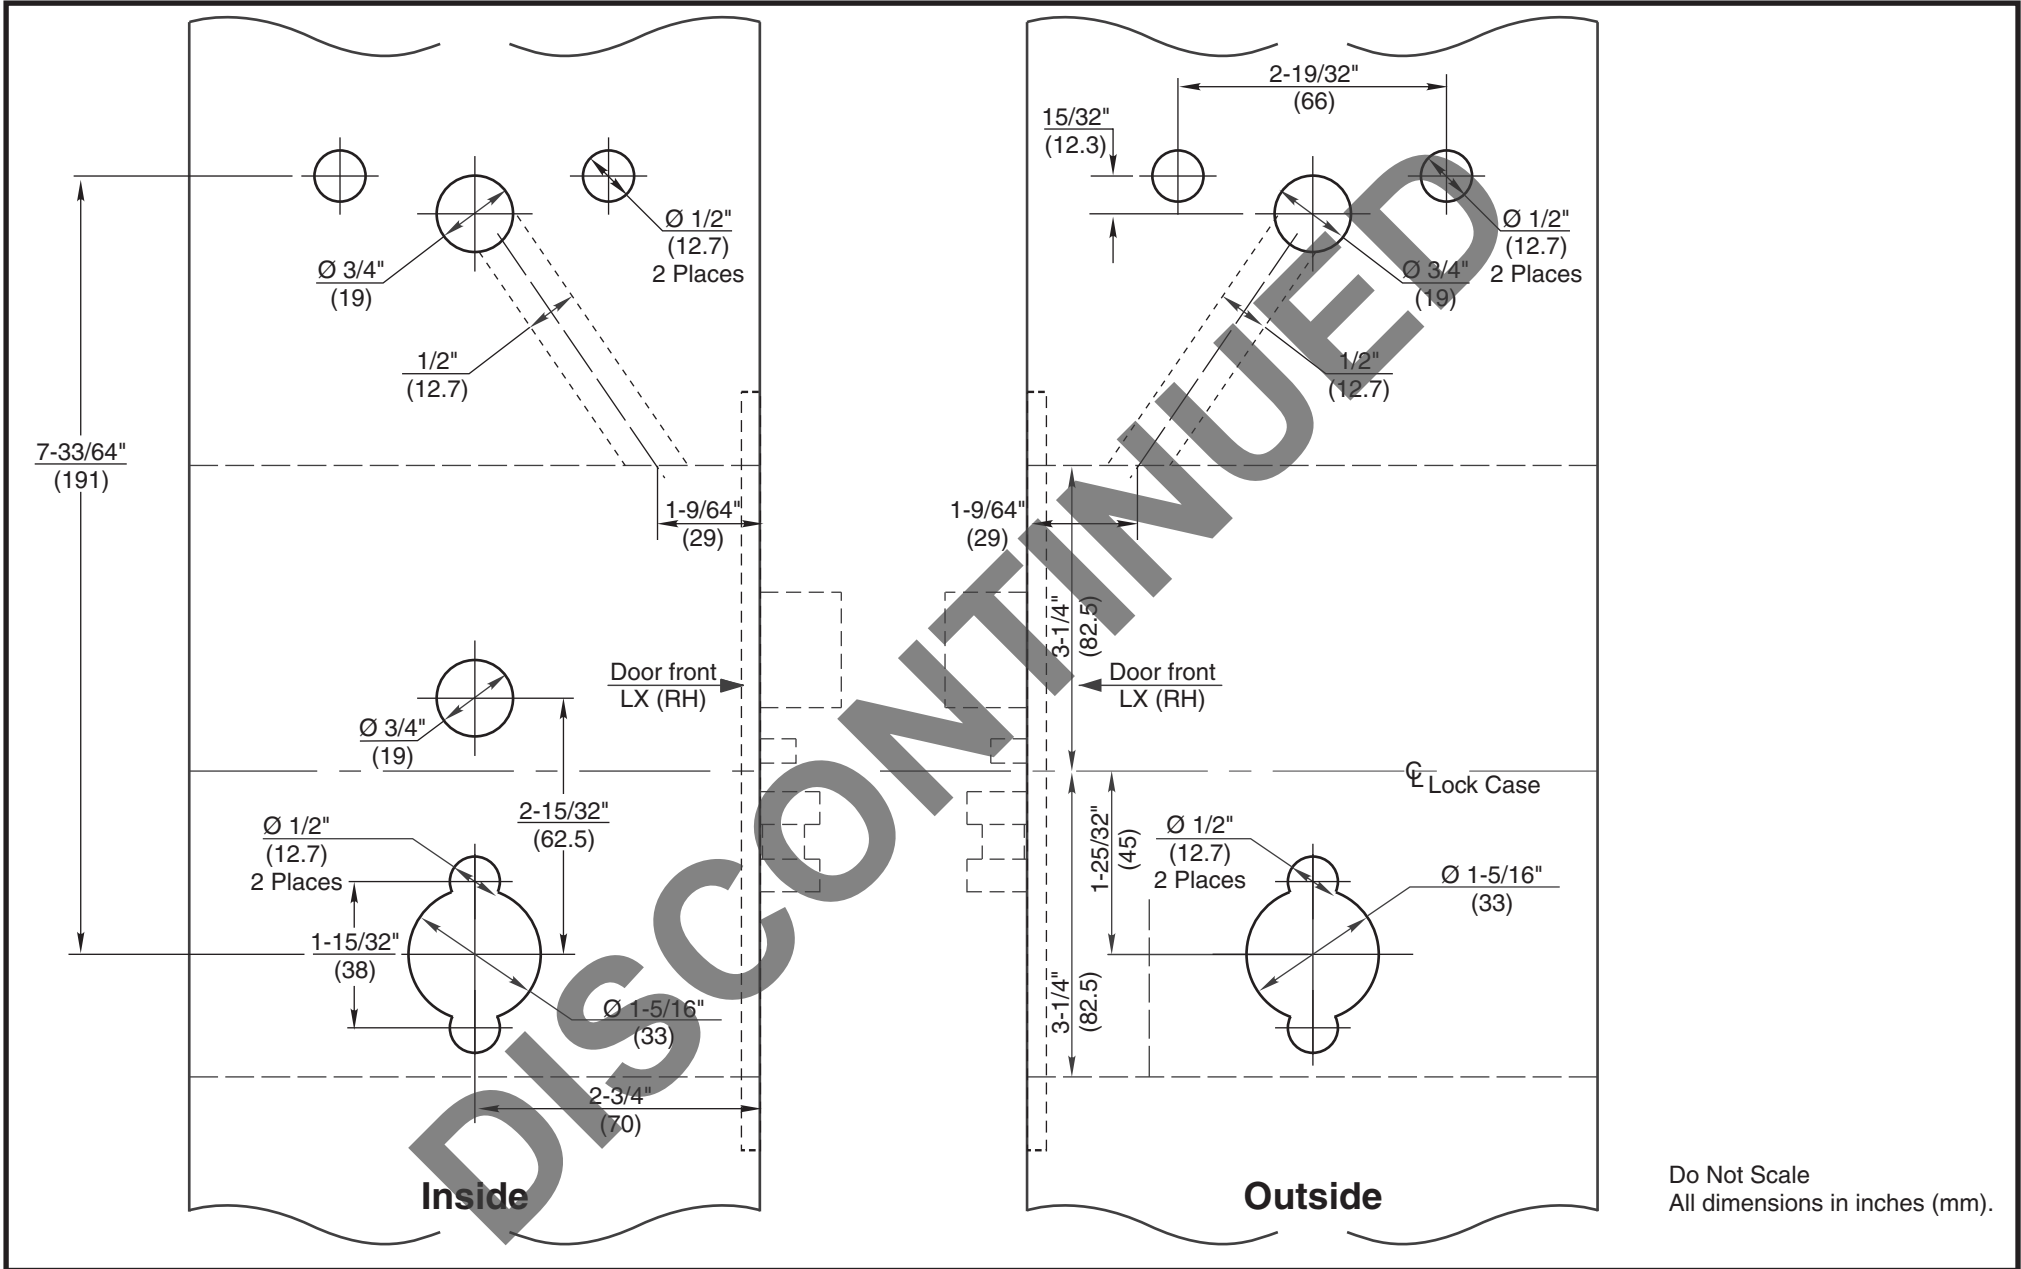 2-19/32"
(66)
15/32"
(12.3)
Ø 1/2"
(12.7)
2 Places
Ø 3/4"
(19)
1/2"
(12.7)
7-33/64"
(191)
1-9/64"
(29)
Door front
LX (RH)
Ø 3/4"
(19)
2-15/32"
(62.5)
Ø 1/2"
(12.7)
2 Places
1-15/32"
(38)
Ø 1-5/16"
(33)
2-3/4"
(70)
Inside
Ø 1/2"
(12.7)
2 Places
Ø 3/4"
(19)
1/2"
(12.7)
1-9/64"
(29)
3-1/4"
(82.5)
Door front
LX (RH)
℄ Lock Case
1-25/32"
(45)
Ø 1/2"
(12.7)
2 Places
Ø 1-5/16"
(33)
3-1/4"
(82.5)
Outside
DISCONTINUED
Do Not Scale
All dimensions in inches (mm).